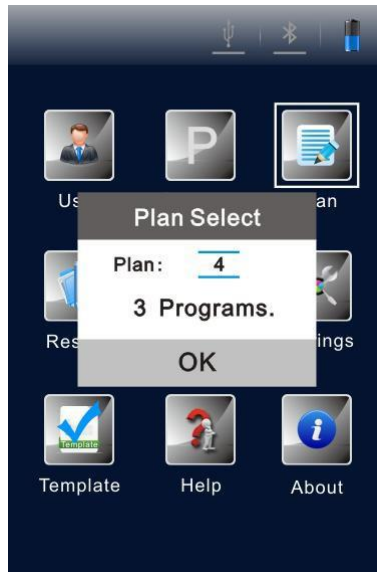 P
Us
an
Plan Select
Plan: 4
3 Programs.
OK
Res
ings
Template
Template Help About